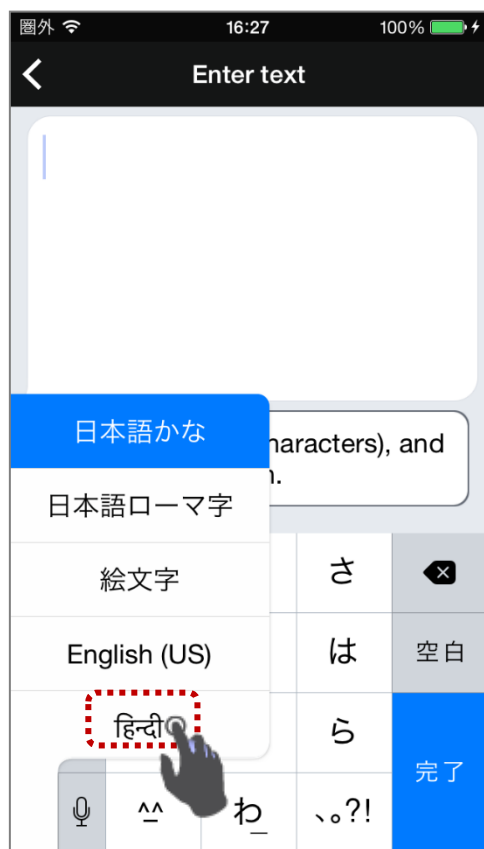 圏外 16:27 100%
Enter text
日本語かな
haracters), and
n.
日本語ローマ字
絵文字
さ
English (US)
は
空白
हिन्दी
ら
完了
^^
わ
、。?!